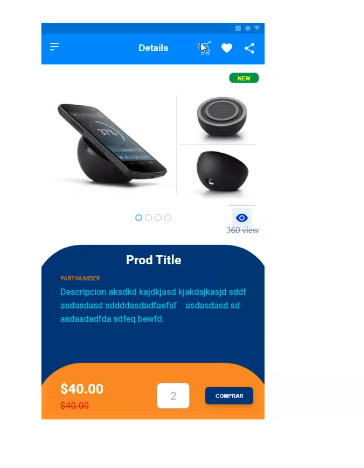 Details
NEW
37%
360 view
Prod Title
PART-NUMBER
Descripcion aksdkd kajdkjasd kjakdsjkasjd sddf
asdasdasd sddddasdadfaefsf asdasdasd sd
asdasdadfda sdfeq bewfd.
$40.00
2
COMPRAR
$40.00